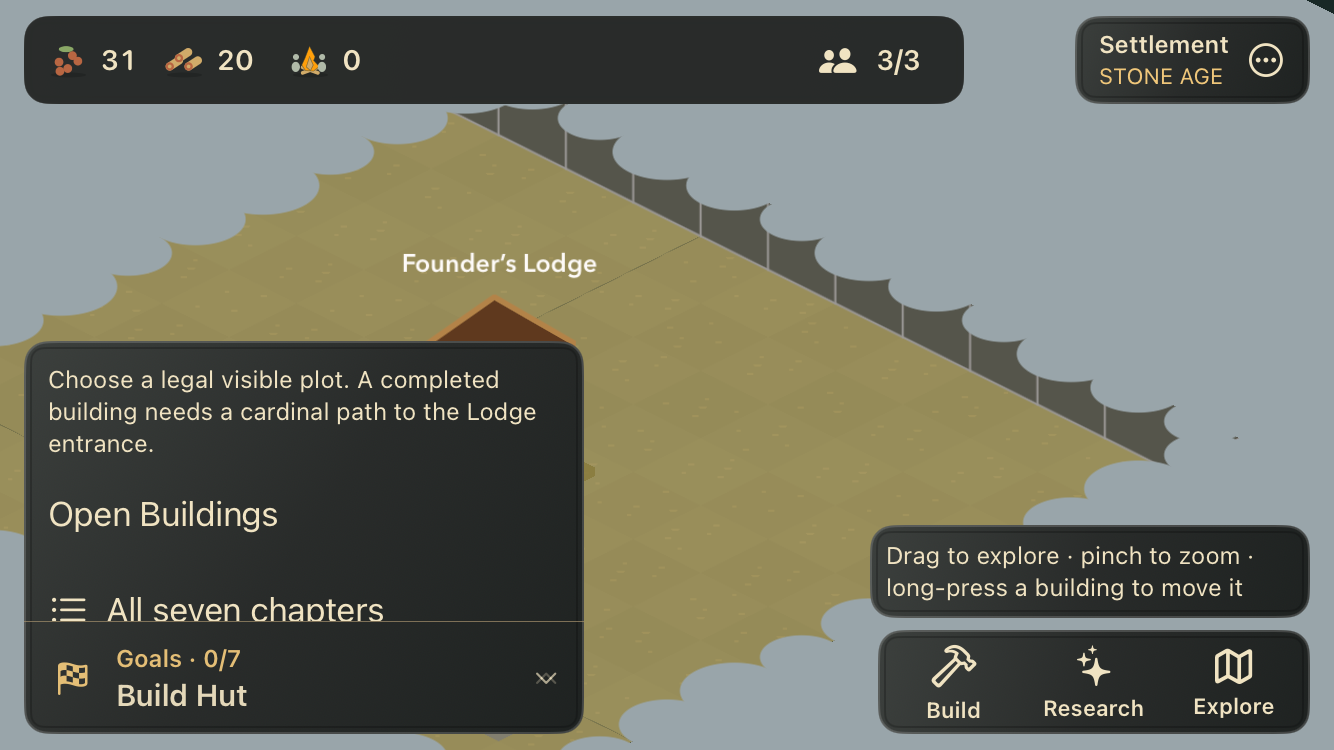 31 20 0 3/3
Settlement
STONE AGE
Founder's Lodge
Choose a legal visible plot. A completed
building needs a cardinal path to the Lodge
entrance.
Open Buildings
All seven chapters
Goals · 0/7
Build Hut
Drag to explore · pinch to zoom ·
long-press a building to move it
Build Research Explore